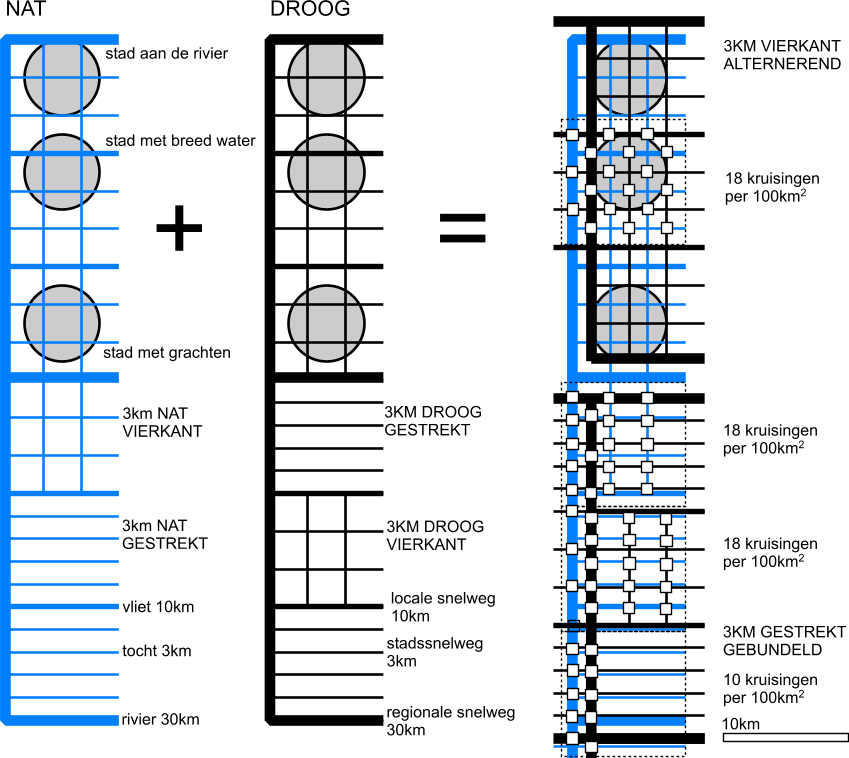 NAT
stad aan de rivier
stad met breed water
stad met grachten
3km NAT
VIERKANT
3km NAT
GESTREKT
vliet 10km
tocht 3km
rivier 30km
+
DROOG
3KM DROOG
GESTREKT
3KM DROOG
VIERKANT
locale snelweg
10km
stadssnelweg
3km
regionale snelweg
30km
=
3KM VIERKANT
ALTERNEREND
18 kruisingen
per 100km²
18 kruisingen
per 100km²
18 kruisingen
per 100km²
3KM GESTREKT
GEBUNDELD
10 kruisingen
per 100km²
10km